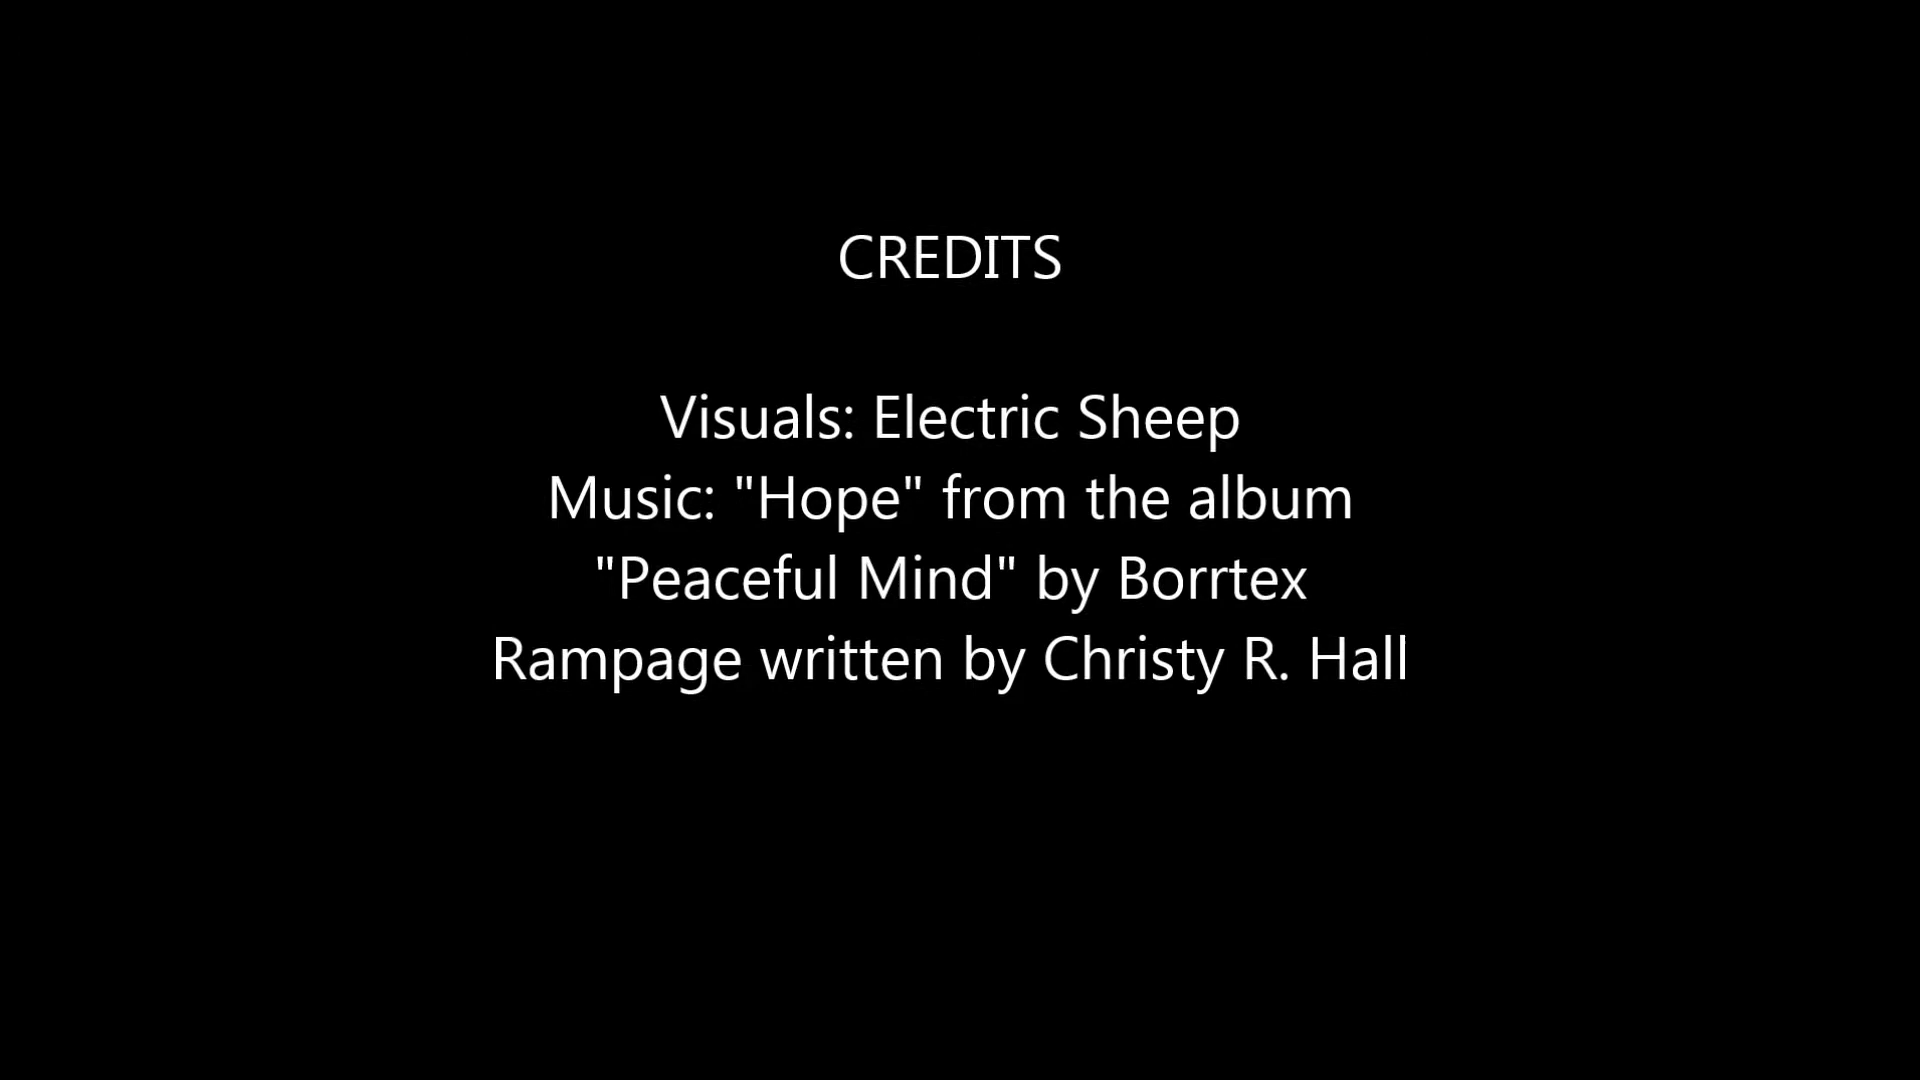 CREDITS
Visuals: Electric Sheep
Music: "Hope" from the album
"Peaceful Mind" by Borrtex
Rampage written by Christy R. Hall